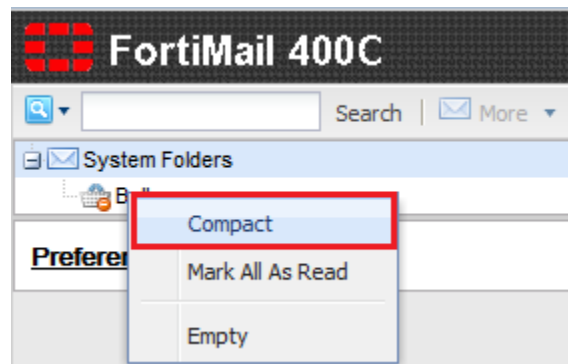 FortiMail 400C
Search | More
System Folders
Compact
Mark All As Read
Empty